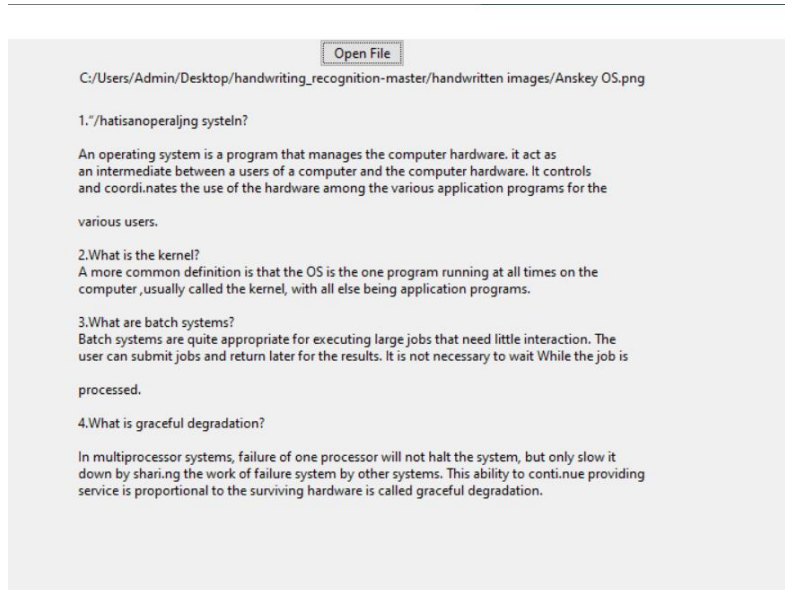 Open File
C:/Users/Admin/Desktop/handwriting_recognition-master/handwritten images/Anskey OS.png
1.“/hatisanoperaljng systeln?
An operating system is a program that manages the computer hardware. it act as
an intermediate between a users of a computer and the computer hardware. It controls
and coordi.nates the use of the hardware among the various application programs for the
various users.
2.What is the kernel?
A more common definition is that the OS is the one program running at all times on the
computer ,usually called the kernel, with all else being application programs.
3.What are batch systems?
Batch systems are quite appropriate for executing large jobs that need little interaction. The
user can submit jobs and return later for the results. It is not necessary to wait While the job is
processed.
4.What is graceful degradation?
In multiprocessor systems, failure of one processor will not halt the system, but only slow it
down by shari.ng the work of failure system by other systems. This ability to conti.nue providing
service is proportional to the surviving hardware is called graceful degradation.